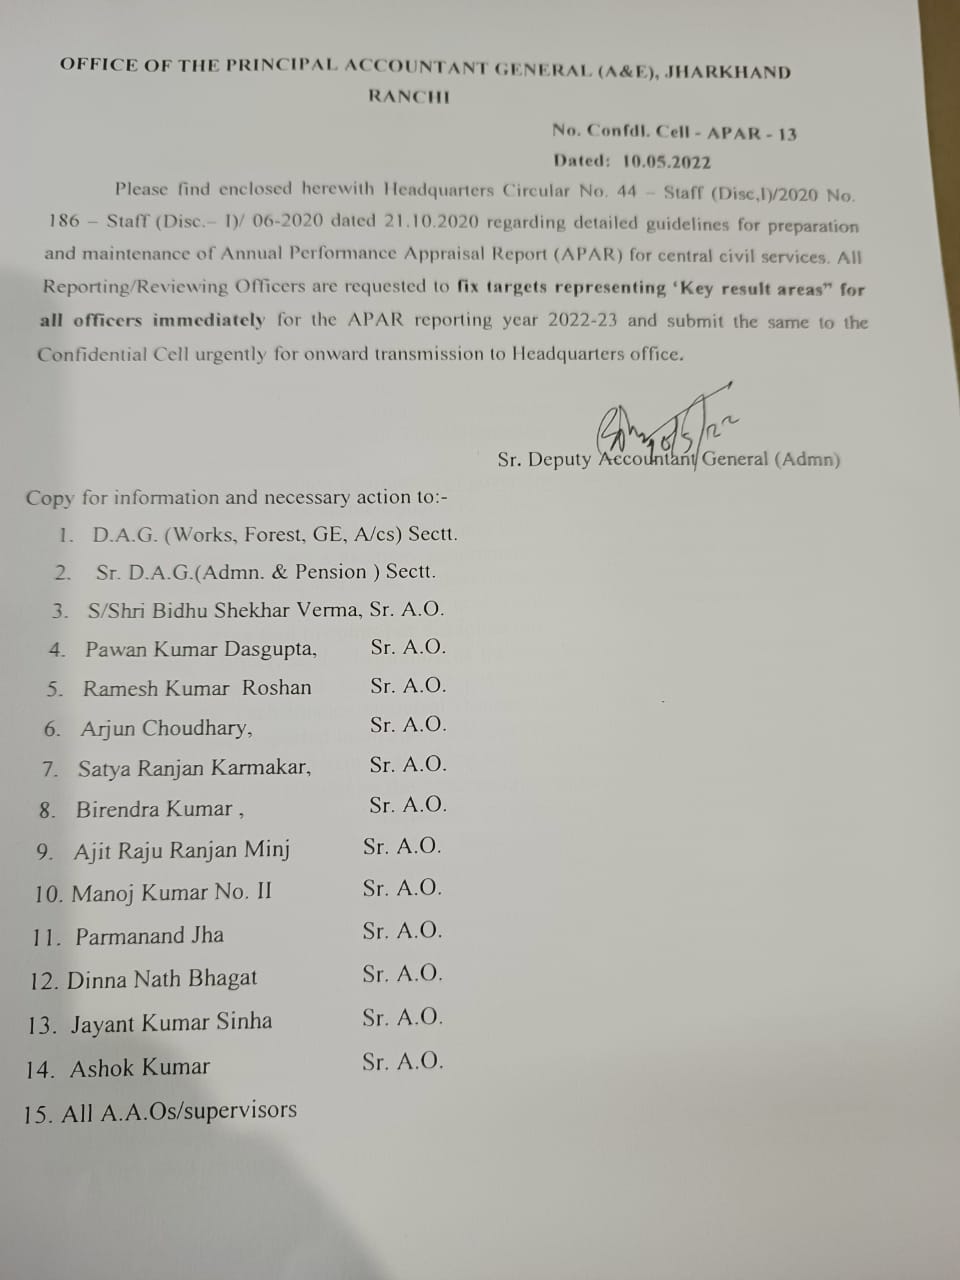 OFFICE OF THE PRINCIPAL ACCOUNTANT GENERAL (A&E), JHARKHAND
RANCHI
No. Confdl. Cell - APAR - 13
Dated: 10.05.2022
Please find enclosed herewith Headquarters Circular No. 44 – Staff (Disc,I)/2020 No.
186 – Staff (Disc.– I)/ 06-2020 dated 21.10.2020 regarding detailed guidelines for preparation
and maintenance of Annual Performance Appraisal Report (APAR) for central civil services. All
Reporting/Reviewing Officers are requested to fix targets representing ‘Key result areas” for
all officers immediately for the APAR reporting year 2022-23 and submit the same to the
Confidential Cell urgently for onward transmission to Headquarters office.
Sr. Deputy Accountant General (Admn)
Copy for information and necessary action to:-
1. D.A.G. (Works, Forest, GE, A/cs) Sectt.
2. Sr. D.A.G.(Admn. & Pension ) Sectt.
3. S/Shri Bidhu Shekhar Verma, Sr. A.O.
4. Pawan Kumar Dasgupta, Sr. A.O.
5. Ramesh Kumar Roshan Sr. A.O.
6. Arjun Choudhary, Sr. A.O.
7. Satya Ranjan Karmakar, Sr. A.O.
8. Birendra Kumar , Sr. A.O.
9. Ajit Raju Ranjan Minj Sr. A.O.
10. Manoj Kumar No. II Sr. A.O.
11. Parmanand Jha Sr. A.O.
12. Dinna Nath Bhagat Sr. A.O.
13. Jayant Kumar Sinha Sr. A.O.
14. Ashok Kumar Sr. A.O.
15. All A.A.Os/supervisors